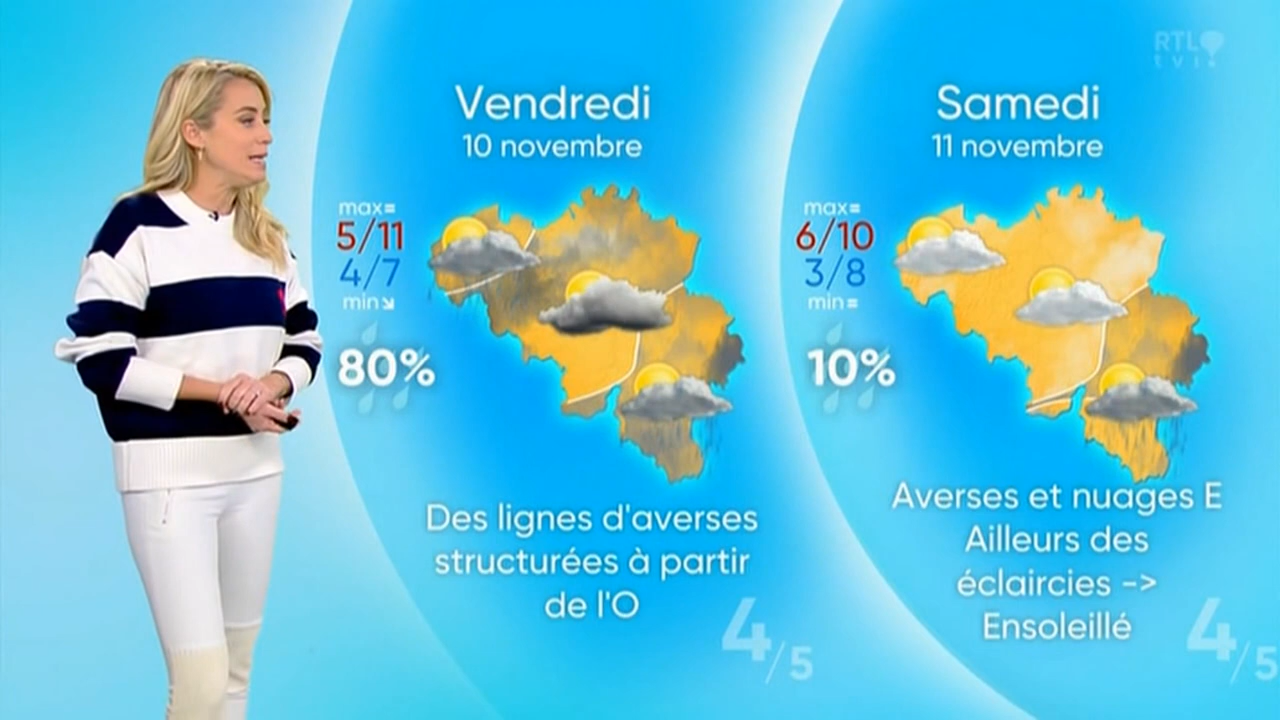 RTL
tvi
Vendredi
10 novembre
max=
5/11
4/7
min↘
80%
Des lignes d'averses
structurées à partir
de l'O
4/5
Samedi
11 novembre
max=
6/10
3/8
min=
10%
Averses et nuages E
Ailleurs des
éclaircies ->
Ensoleillé
4/5